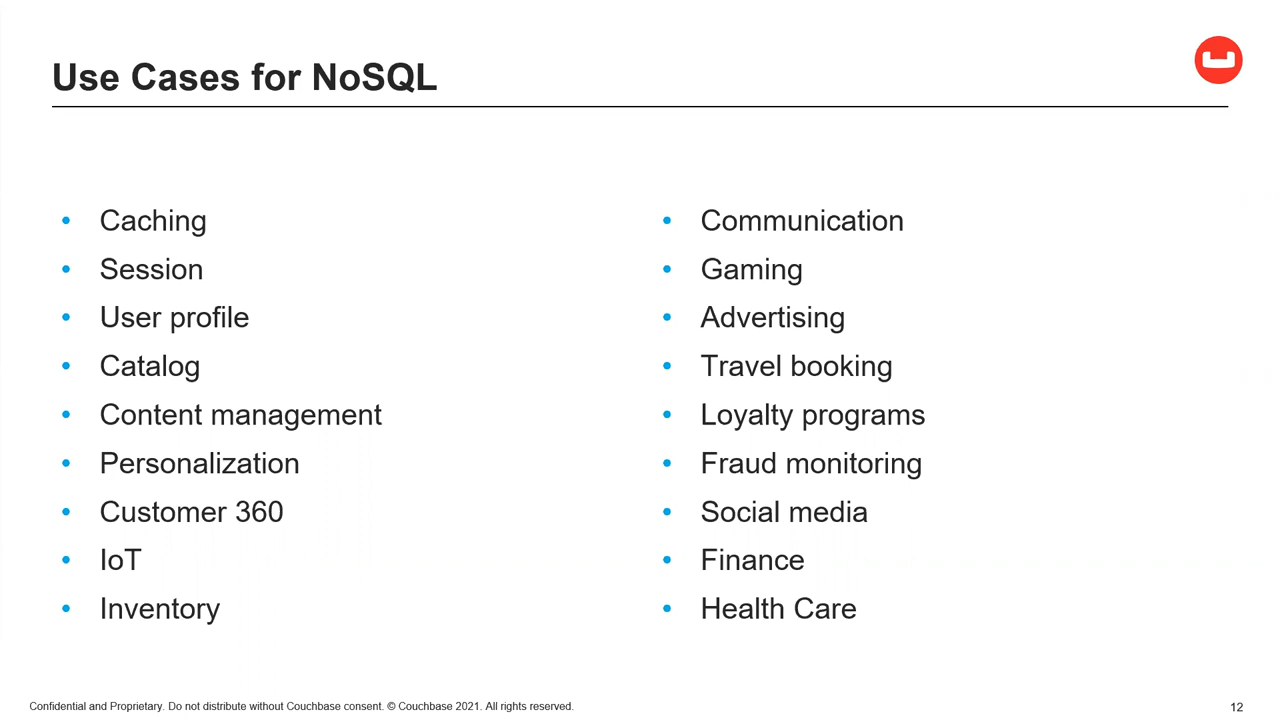 Use Cases for NoSQL
• Caching
• Session
• User profile
• Catalog
• Content management
• Personalization
• Customer 360
• IoT
• Inventory
• Communication
• Gaming
• Advertising
• Travel booking
• Loyalty programs
• Fraud monitoring
• Social media
• Finance
• Health Care
Confidential and Proprietary. Do not distribute without Couchbase consent. © Couchbase 2021. All rights reserved.
12